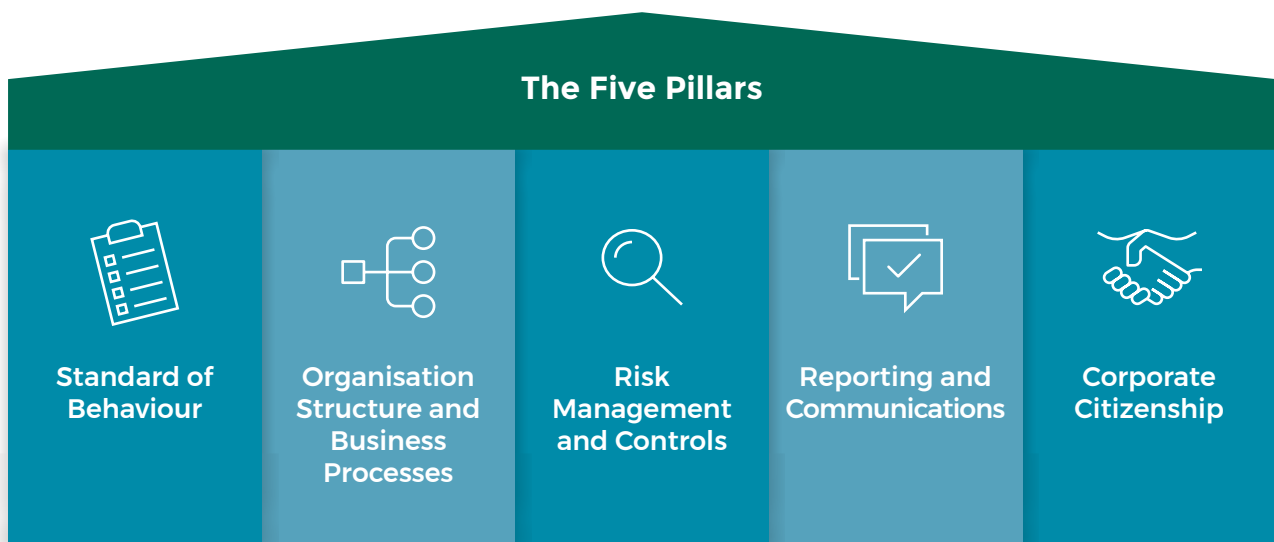 The Five Pillars
Standard of
Behaviour
Organisation
Structure and
Business
Processes
Risk
Management
and Controls
Reporting and
Communications
Corporate
Citizenship